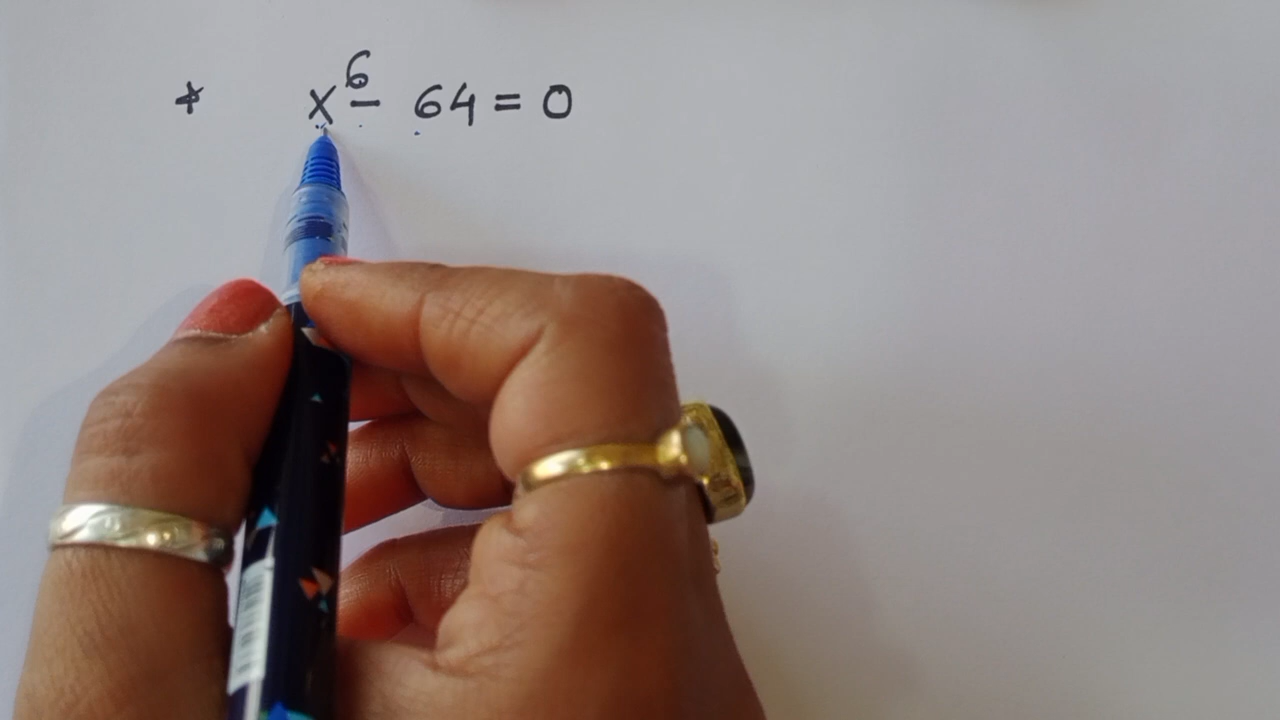 * x⁶ - 64 = 0